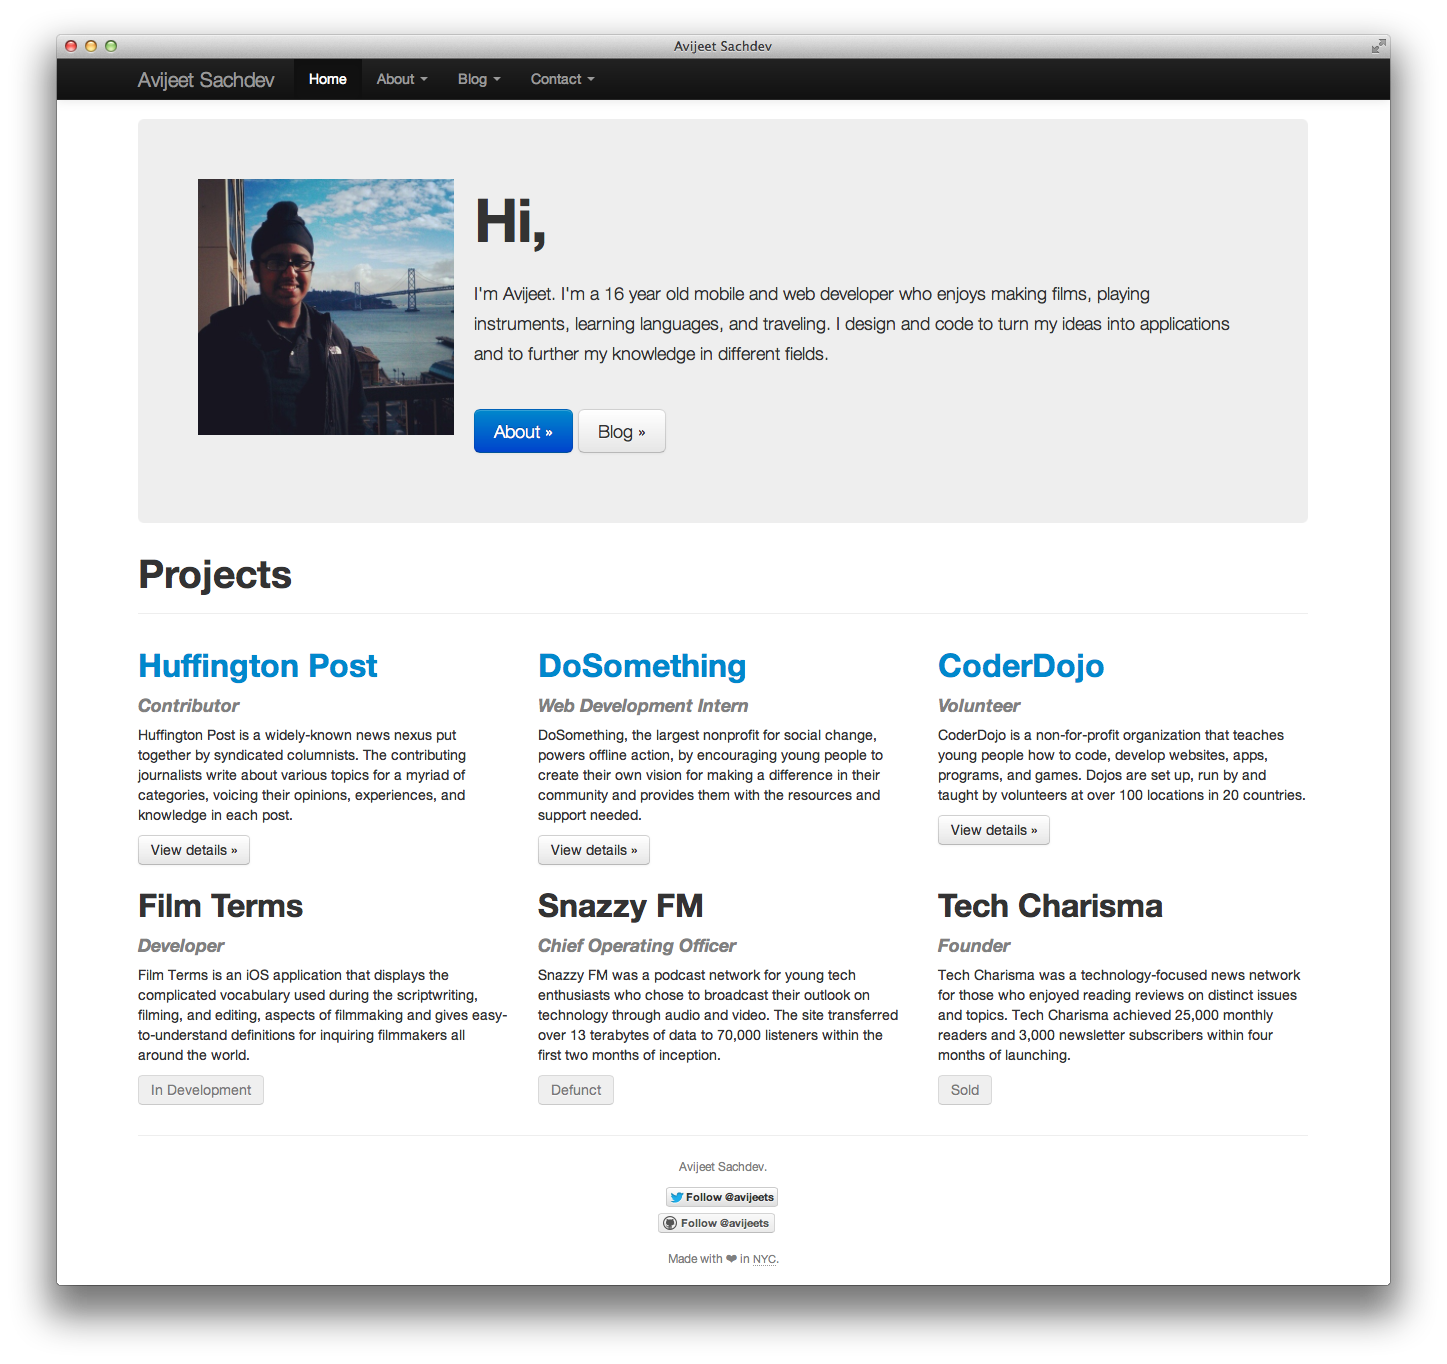 Avijeet Sachdev
Avijeet Sachdev Home About Blog Contact
Hi,
I'm Avijeet. I'm a 16 year old mobile and web developer who enjoys making films, playing
instruments, learning languages, and traveling. I design and code to turn my ideas into applications
and to further my knowledge in different fields.
About » Blog »
Projects
Huffington Post
Contributor
Huffington Post is a widely-known news nexus put
together by syndicated columnists. The contributing
journalists write about various topics for a myriad of
categories, voicing their opinions, experiences, and
knowledge in each post.
View details »
DoSomething
Web Development Intern
DoSomething, the largest nonprofit for social change,
powers offline action, by encouraging young people to
create their own vision for making a difference in their
community and provides them with the resources and
support needed.
View details »
CoderDojo
Volunteer
CoderDojo is a non-for-profit organization that teaches
young people how to code, develop websites, apps,
programs, and games. Dojos are set up, run by and
taught by volunteers at over 100 locations in 20 countries.
View details »
Film Terms
Developer
Film Terms is an iOS application that displays the
complicated vocabulary used during the scriptwriting,
filming, and editing, aspects of filmmaking and gives easy-
to-understand definitions for inquiring filmmakers all
around the world.
In Development
Snazzy FM
Chief Operating Officer
Snazzy FM was a podcast network for young tech
enthusiasts who chose to broadcast their outlook on
technology through audio and video. The site transferred
over 13 terabytes of data to 70,000 listeners within the
first two months of inception.
Defunct
Tech Charisma
Founder
Tech Charisma was a technology-focused news network
for those who enjoyed reading reviews on distinct issues
and topics. Tech Charisma achieved 25,000 monthly
readers and 3,000 newsletter subscribers within four
months of launching.
Sold
Avijeet Sachdev.
Follow @avijeets
Follow @avijeets
Made with ❤ in NYC.